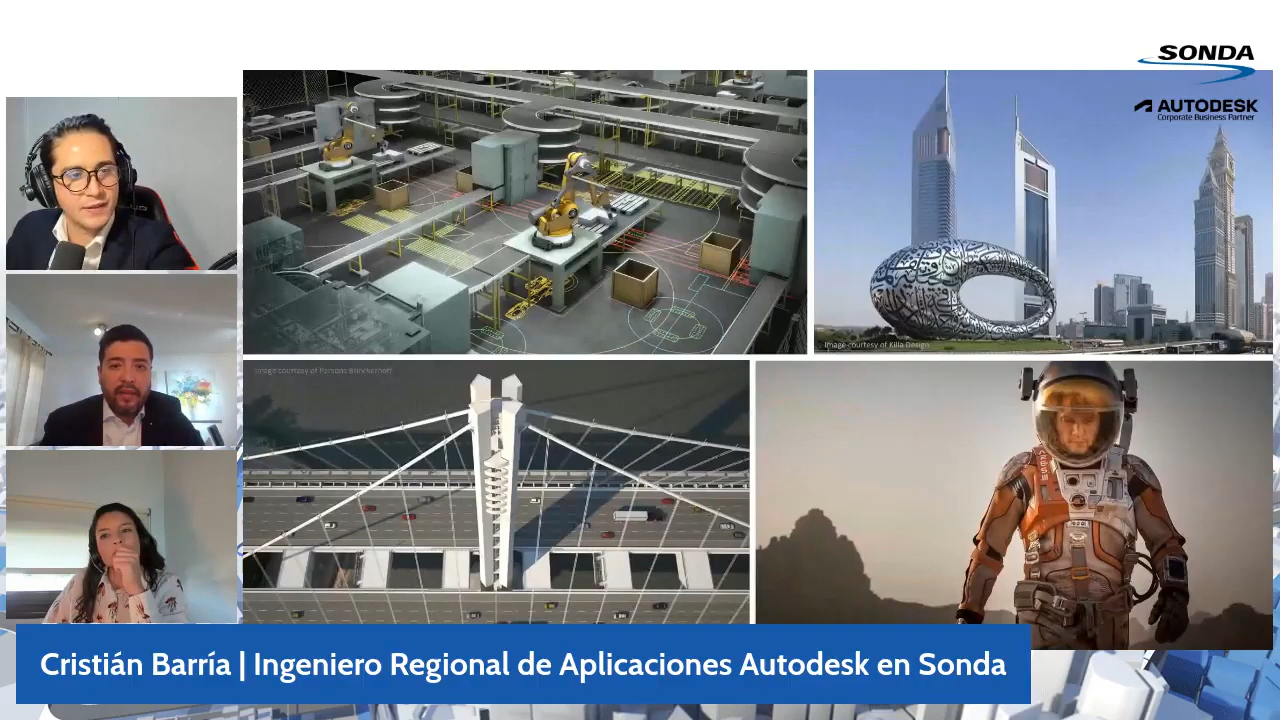 SONDA
AUTODESK
Corporate Business Partner
Image courtesy of Killa Design
Image courtesy of Parsons Brinckerhoff
Cristián Barría | Ingeniero Regional de Aplicaciones Autodesk en Sonda